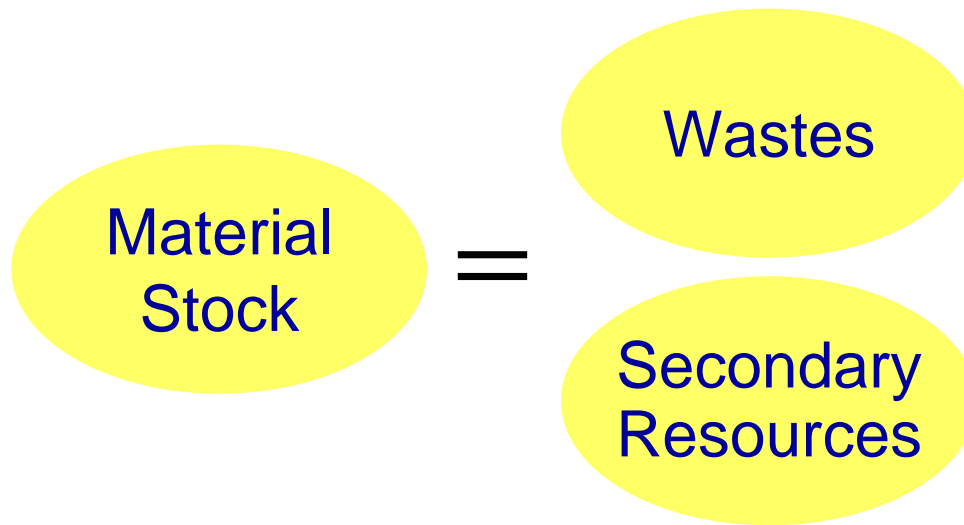 Material
Stock
=
Wastes
Secondary
Resources